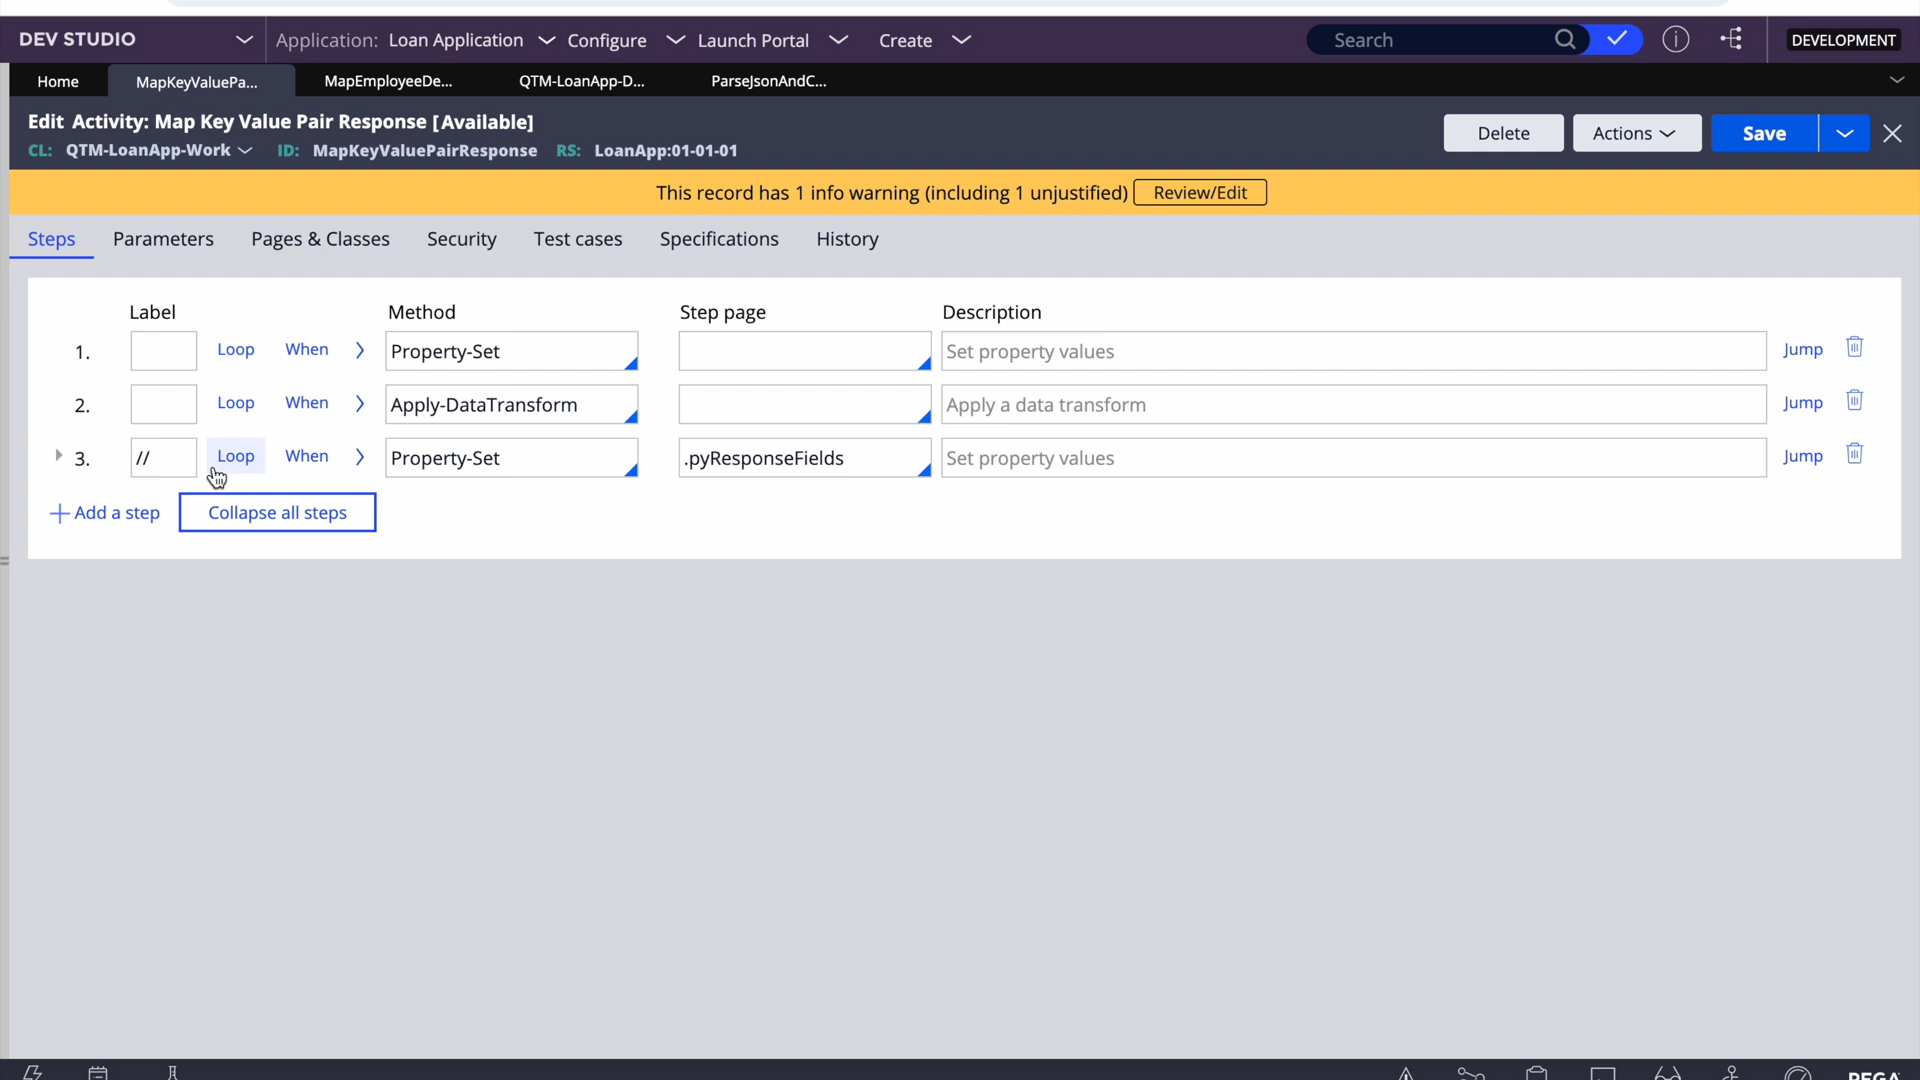 DEV STUDIO Application: Loan Application Configure Launch Portal Create Search DEVELOPMENT
Home MapKeyValuePa... MapEmployeeDe... QTM-LoanApp-D... ParseJsonAndC...
Edit Activity: Map Key Value Pair Response [Available]
CL: QTM-LoanApp-Work ID: MapKeyValuePairResponse RS: LoanApp:01-01-01
Delete Actions Save
This record has 1 info warning (including 1 unjustified) Review/Edit
Steps Parameters Pages & Classes Security Test cases Specifications History
Label Method Step page Description
1. Loop When Property-Set Set property values Jump
2. Loop When Apply-DataTransform Apply a data transform Jump
3. // Loop When Property-Set .pyResponseFields Set property values Jump
Add a step Collapse all steps
PEGA